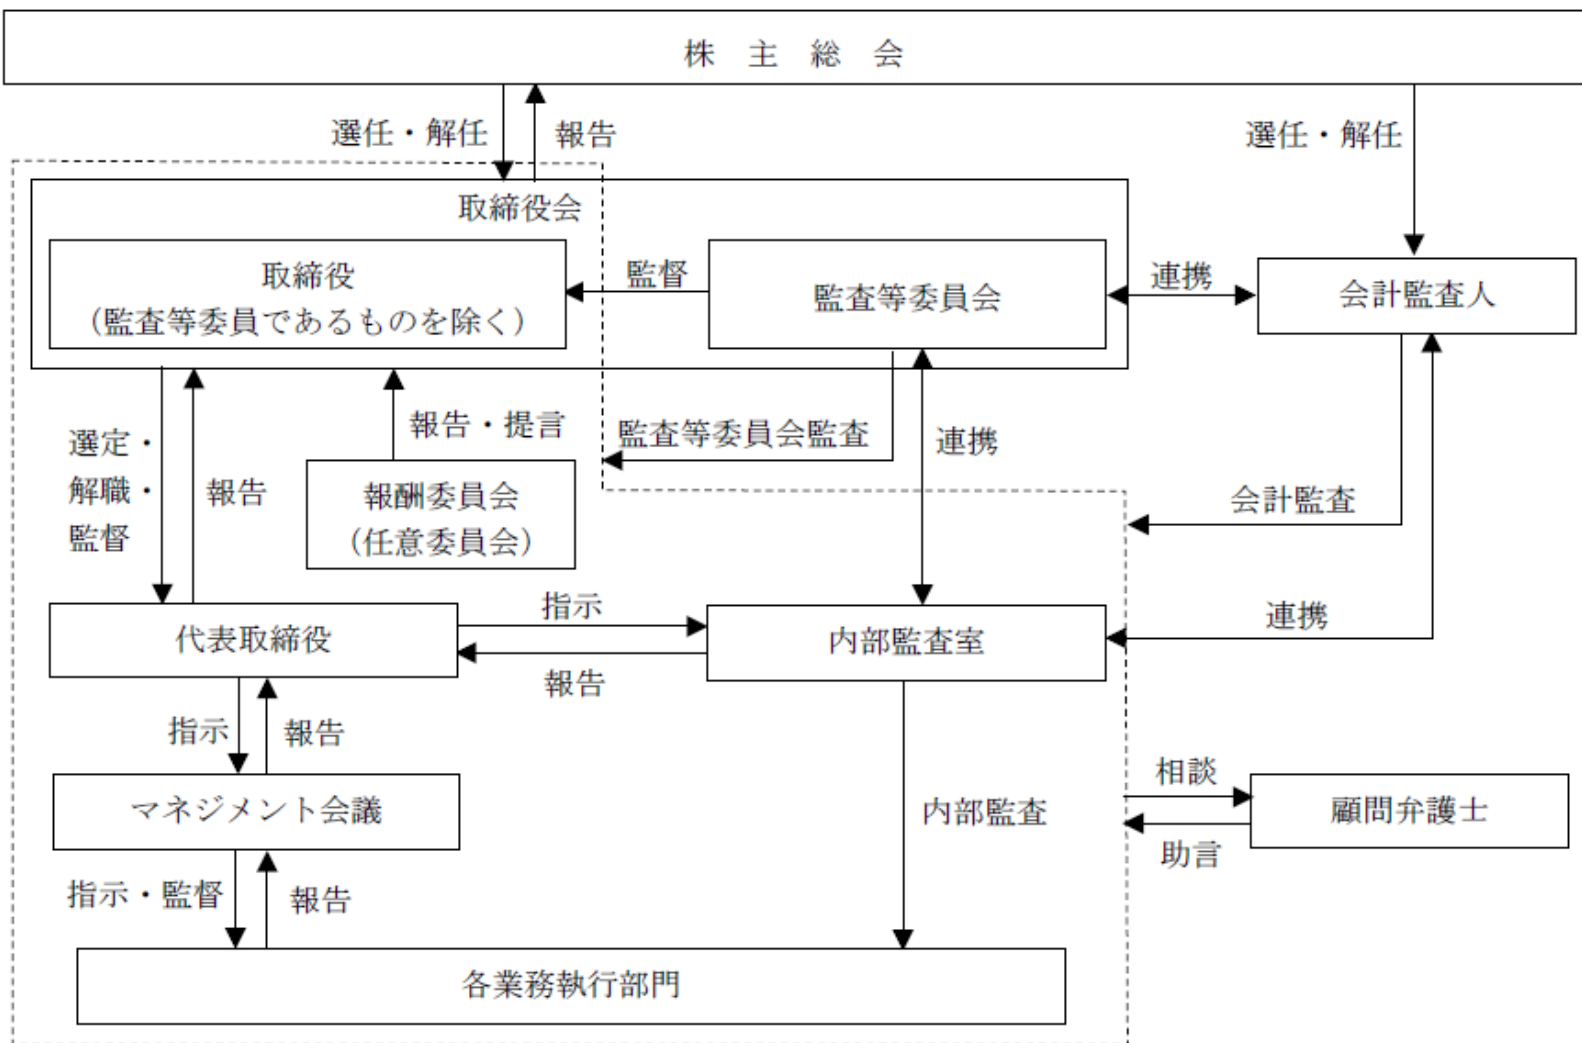 株主総会
選任・解任
報告
選任・解任
取締役会
取締役
（監査等委員であるものを除く）
監督
監査等委員会
連携
会計監査人
選定・
解職・
監督
報告
報告・提言
監査等委員会監査
連携
報酬委員会
（任意委員会）
会計監査
代表取締役
指示
報告
内部監査室
連携
指示
報告
マネジメント会議
内部監査
相談
助言
顧問弁護士
指示・監督
報告
各業務執行部門